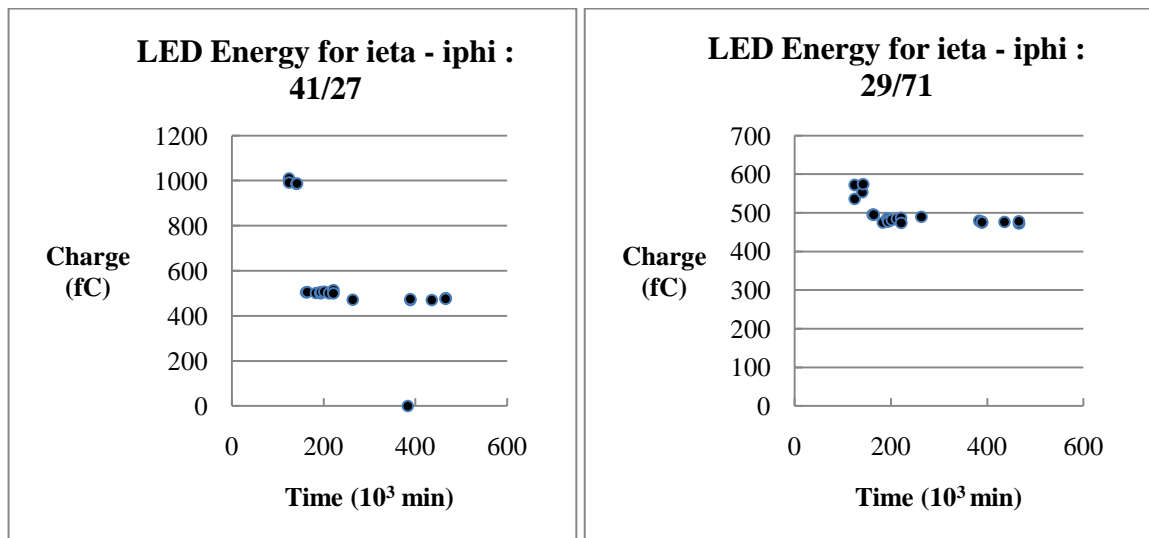 LED Energy for ieta - iphi :
41/27
1200
1000
800
600
400
200
0
Charge
(fC)
0 200 400 600
Time (10³ min)
LED Energy for ieta - iphi :
29/71
700
600
500
400
300
200
100
0
Charge
(fC)
0 200 400 600
Time (10³ min)